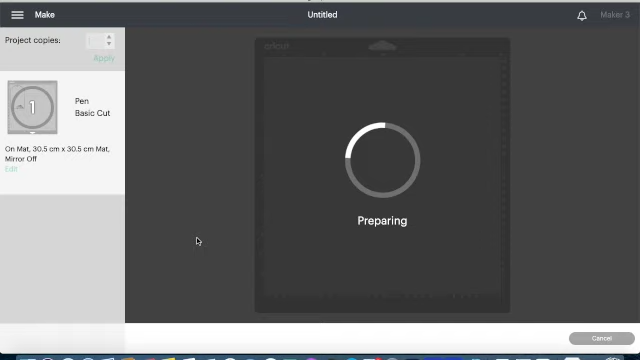 Make
Untitled
Maker 3
Project copies:
Apply
1
Pen
Basic Cut
On Mat, 30.5 cm x 30.5 cm Mat,
Mirror Off
Edit
cricut
Preparing
Cancel